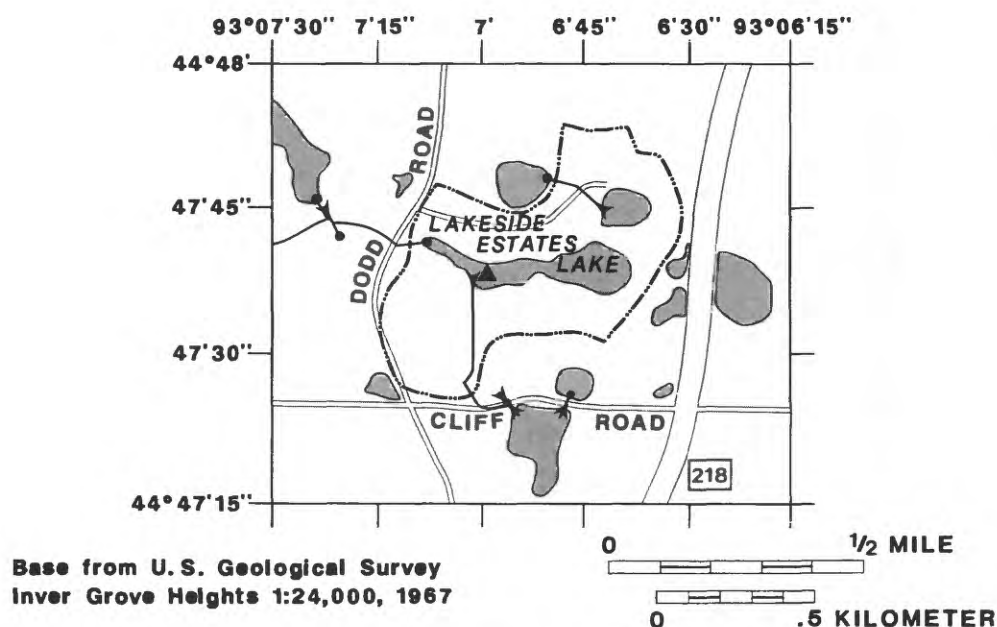 93°07'30" 7'15" 7' 6'45" 6'30" 93°06'15"
44°48'
DODD ROAD
47'45"
LAKESIDE
ESTATES
LAKE
47'30"
CLIFF ROAD
218
44°47'15"
0 1/2 MILE
Base from U.S. Geological Survey
Inver Grove Heights 1:24,000, 1967
0 .5 KILOMETER